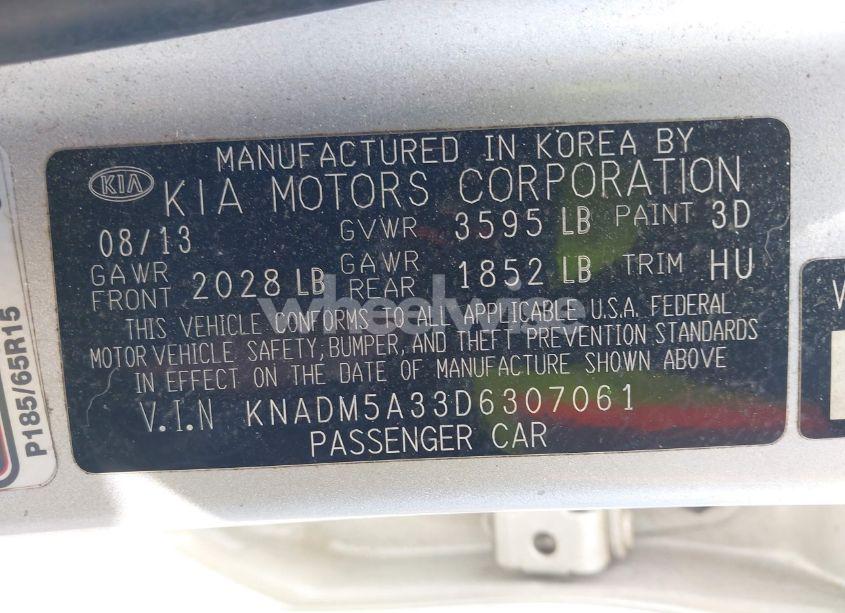 MANUFACTURED IN KOREA BY
KIA
KIA MOTORS CORPORATION
08/13 GVWR 3595 LB PAINT 3D
GAWR FRONT 2028 LB GAWR REAR 1852 LB TRIM HU
THIS VEHICLE CONFORMS TO ALL APPLICABLE U.S.A. FEDERAL
MOTOR VEHICLE SAFETY, BUMPER, AND THEFT PREVENTION STANDARDS
IN EFFECT ON THE DATE OF MANUFACTURE SHOWN ABOVE
V.I.N KNADM5A33D6307061
PASSENGER CAR
P185/65R15
wheelwise
V